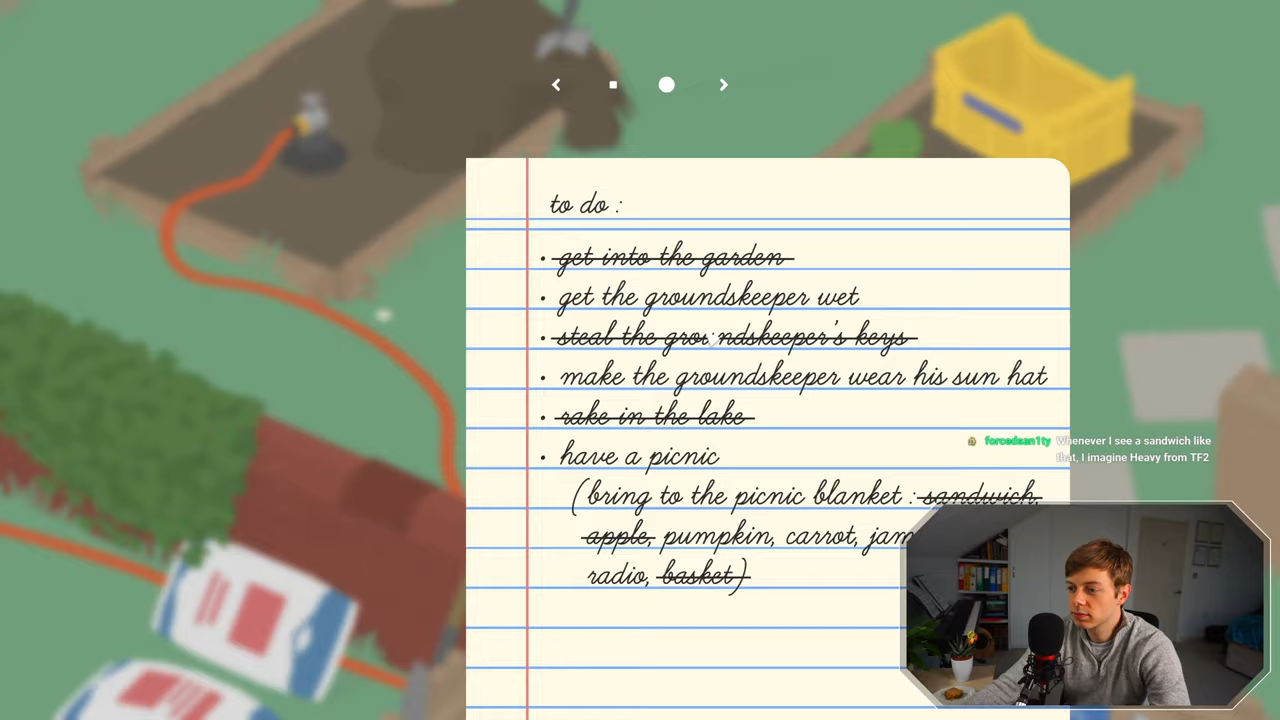 to do :
• get into the garden
• get the groundskeeper wet
• steal the groundskeeper's keys
• make the groundskeeper wear his sun hat
• rake in the lake
• have a picnic
(bring to the picnic blanket : sandwich,
apple, pumpkin, carrot, jam
radio, basket)
forcedsan1ty Whenever I see a sandwich like
that, I imagine Heavy from TF2